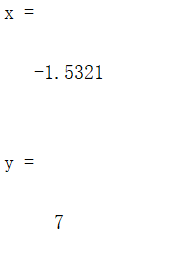 x =
-1.5321
y =
7